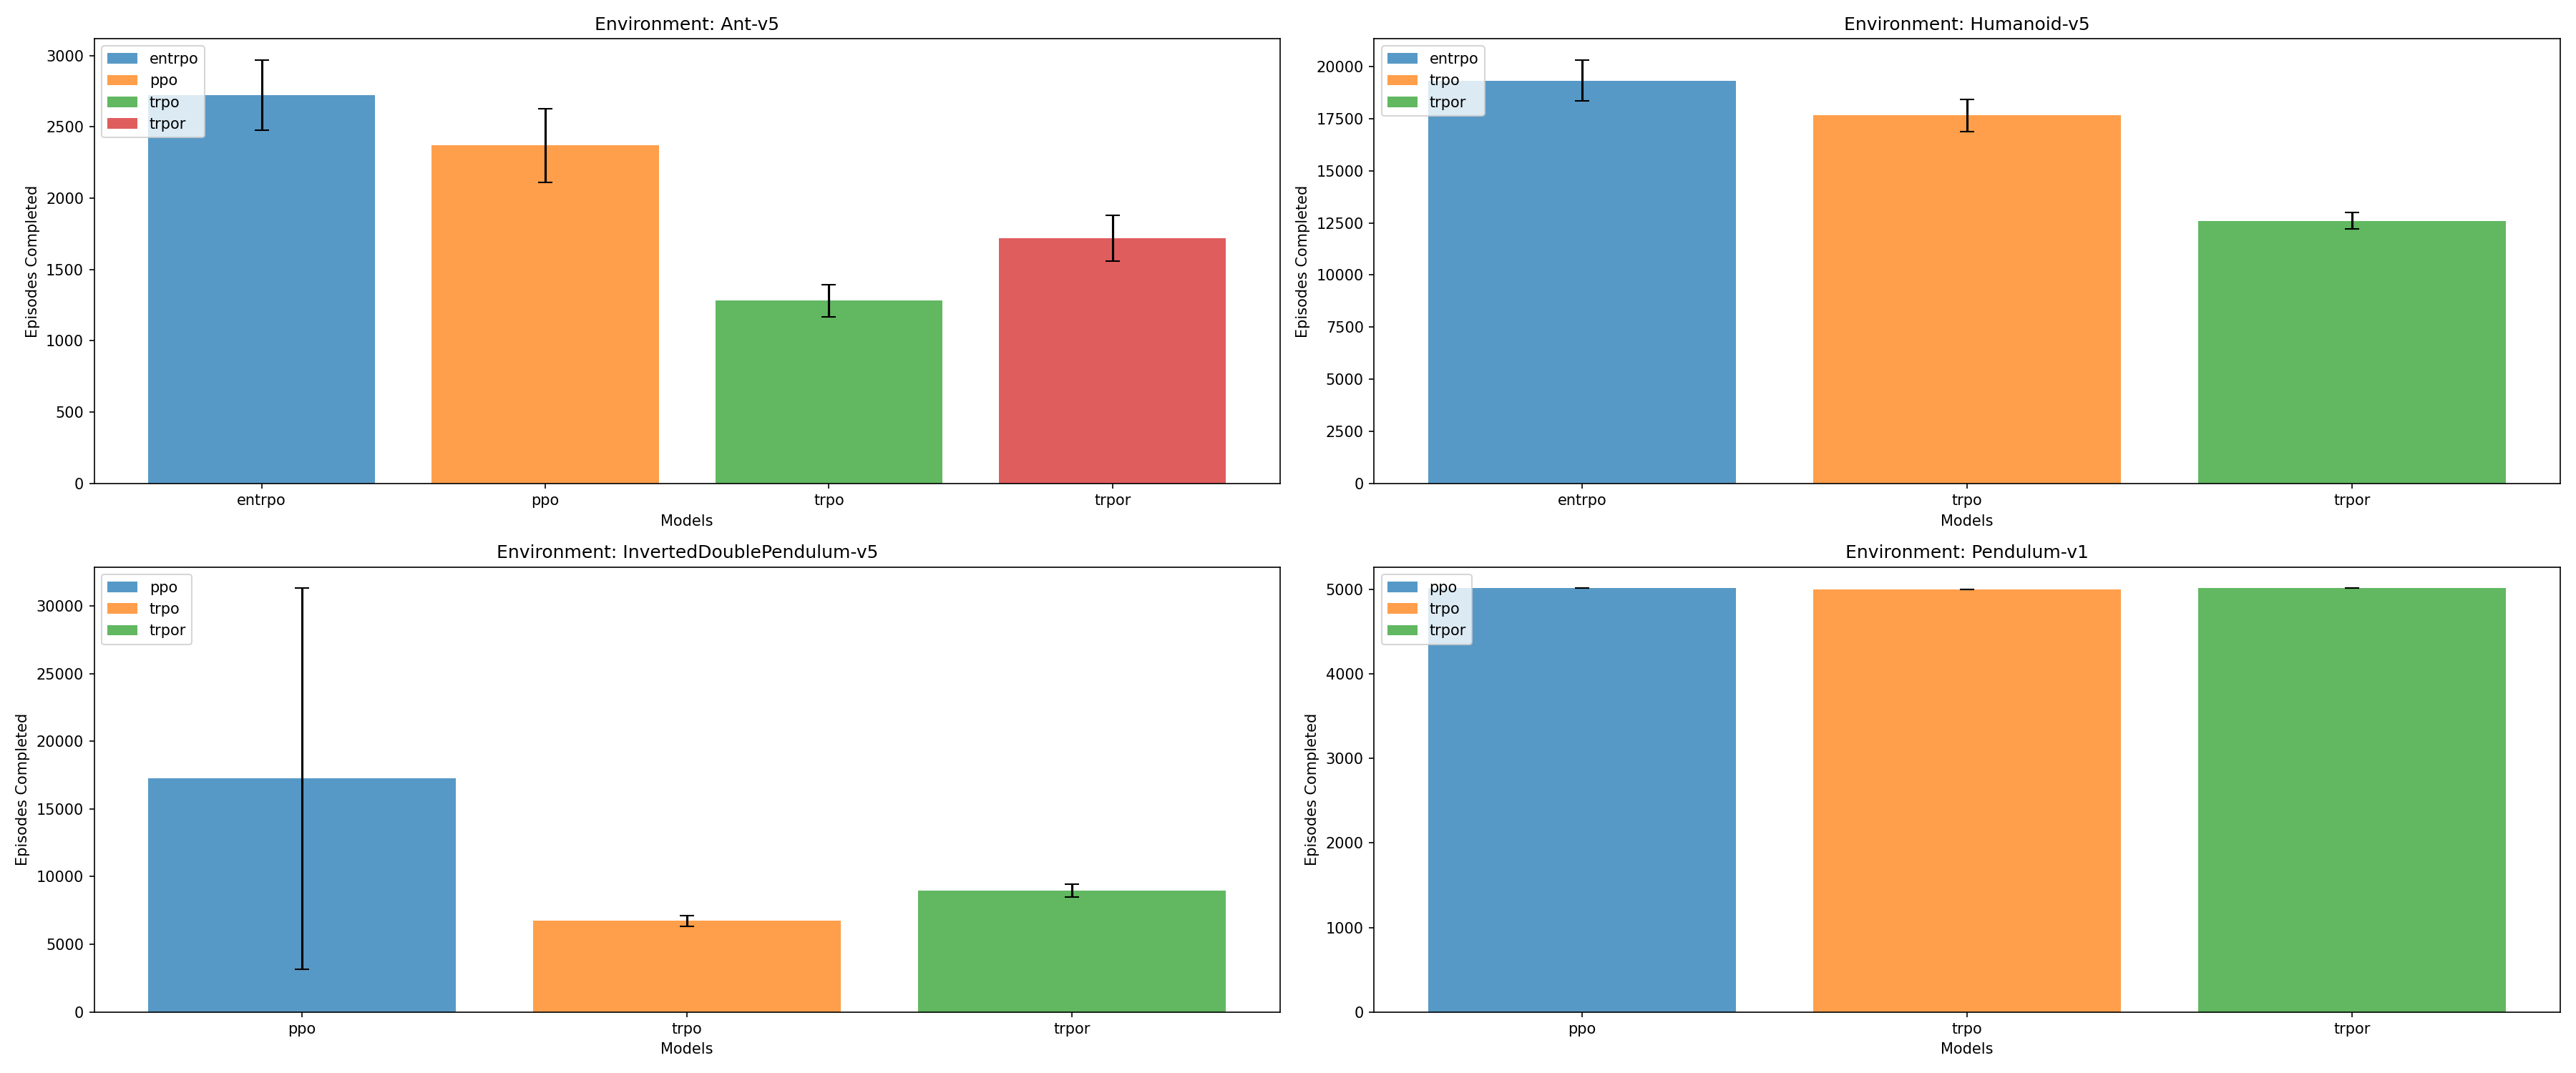 Environment: Ant-v5
3000
2500
2000
1500
1000
500
0
Episodes Completed
entrpo
ppo
trpo
trpor
entrpo ppo trpo trpor
Models
Environment: Humanoid-v5
20000
17500
15000
12500
10000
7500
5000
2500
0
Episodes Completed
entrpo
trpo
trpor
entrpo trpo trpor
Models
Environment: InvertedDoublePendulum-v5
30000
25000
20000
15000
10000
5000
0
Episodes Completed
ppo
trpo
trpor
ppo trpo trpor
Models
Environment: Pendulum-v1
5000
4000
3000
2000
1000
0
Episodes Completed
ppo
trpo
trpor
ppo trpo trpor
Models